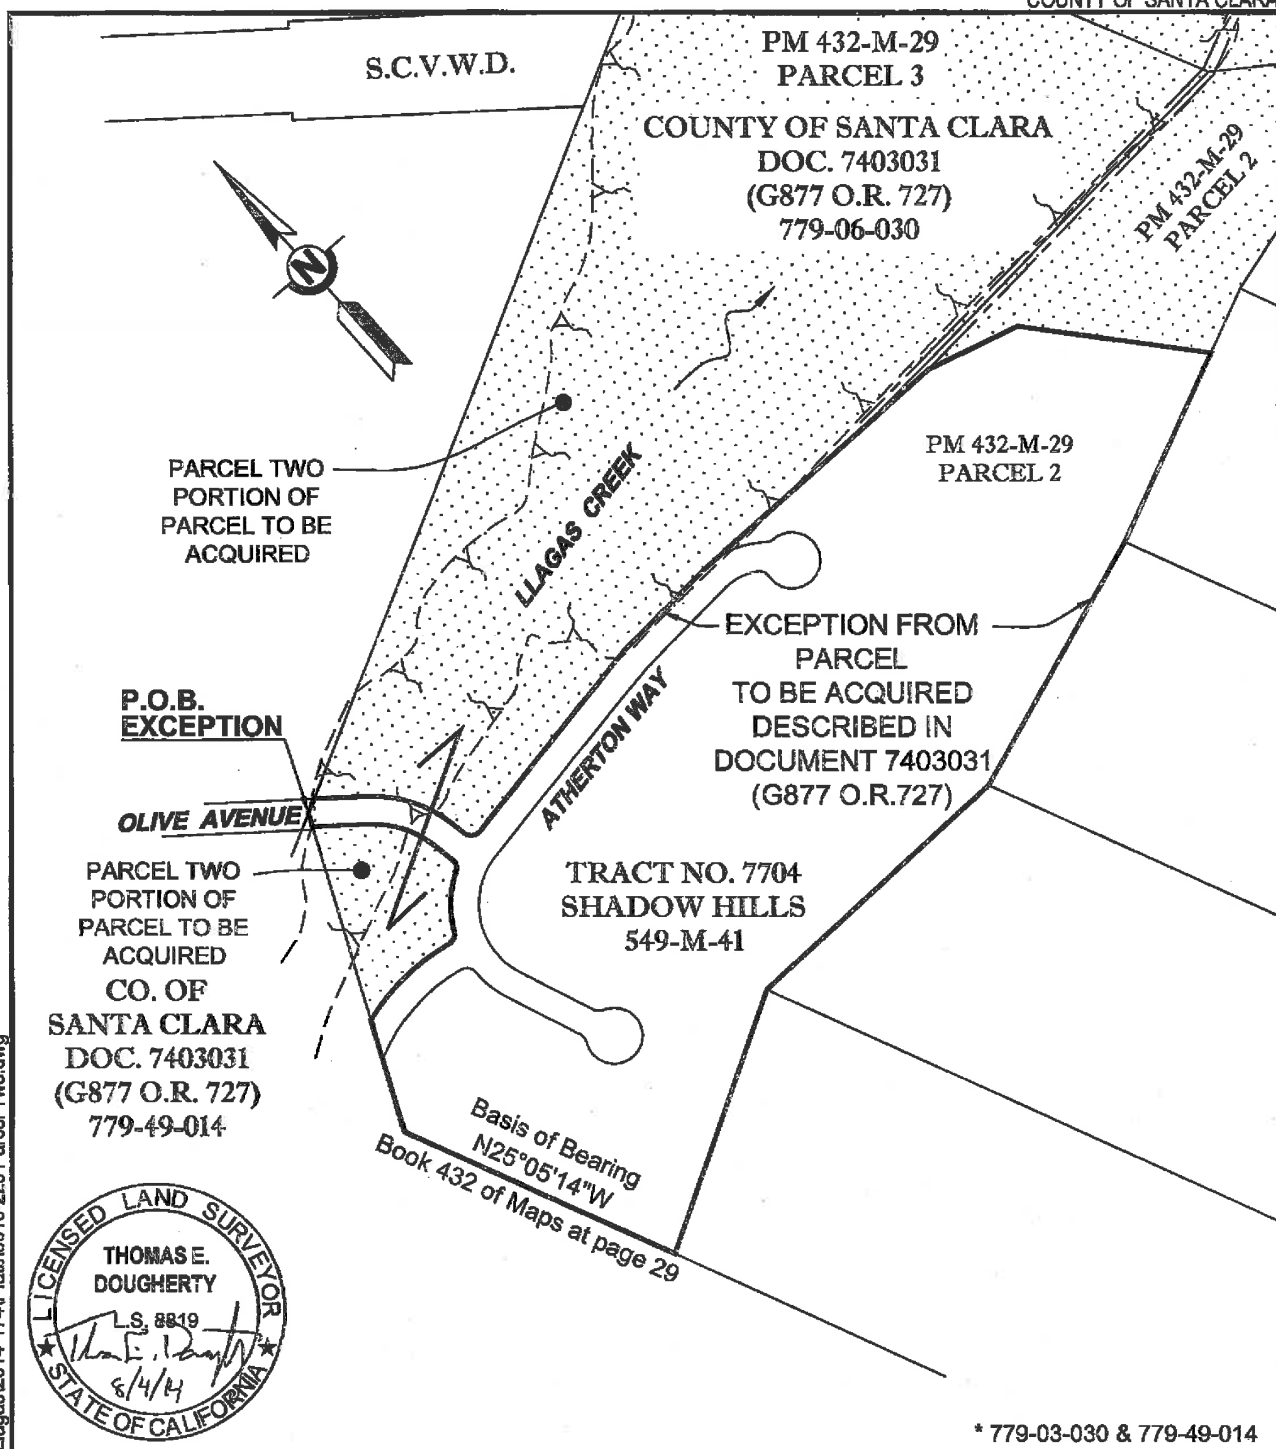 COUNTY OF SANTA CLARA
S.C.V.W.D.
PM 432-M-29
PARCEL 3
COUNTY OF SANTA CLARA
DOC. 7403031
(G877 O.R. 727)
779-06-030
PM 432-M-29
PARCEL 2
N
PM 432-M-29
PARCEL 2
PARCEL TWO
PORTION OF
PARCEL TO BE
ACQUIRED
LLAGAS CREEK
EXCEPTION FROM
PARCEL
TO BE ACQUIRED
DESCRIBED IN
DOCUMENT 7403031
(G877 O.R.727)
P.O.B.
EXCEPTION
ATHERTON WAY
OLIVE AVENUE
PARCEL TWO
PORTION OF
PARCEL TO BE
ACQUIRED
TRACT NO. 7704
SHADOW HILLS
549-M-41
CO. OF
SANTA CLARA
DOC. 7403031
(G877 O.R. 727)
779-49-014
Basis of Bearing
N25°05'14"W
Book 432 of Maps at page 29
LICENSED LAND SURVEYOR
THOMAS E.
DOUGHERTY
L.S. 8819
8/4/14
STATE OF CALIFORNIA
* 779-03-030 & 779-49-014